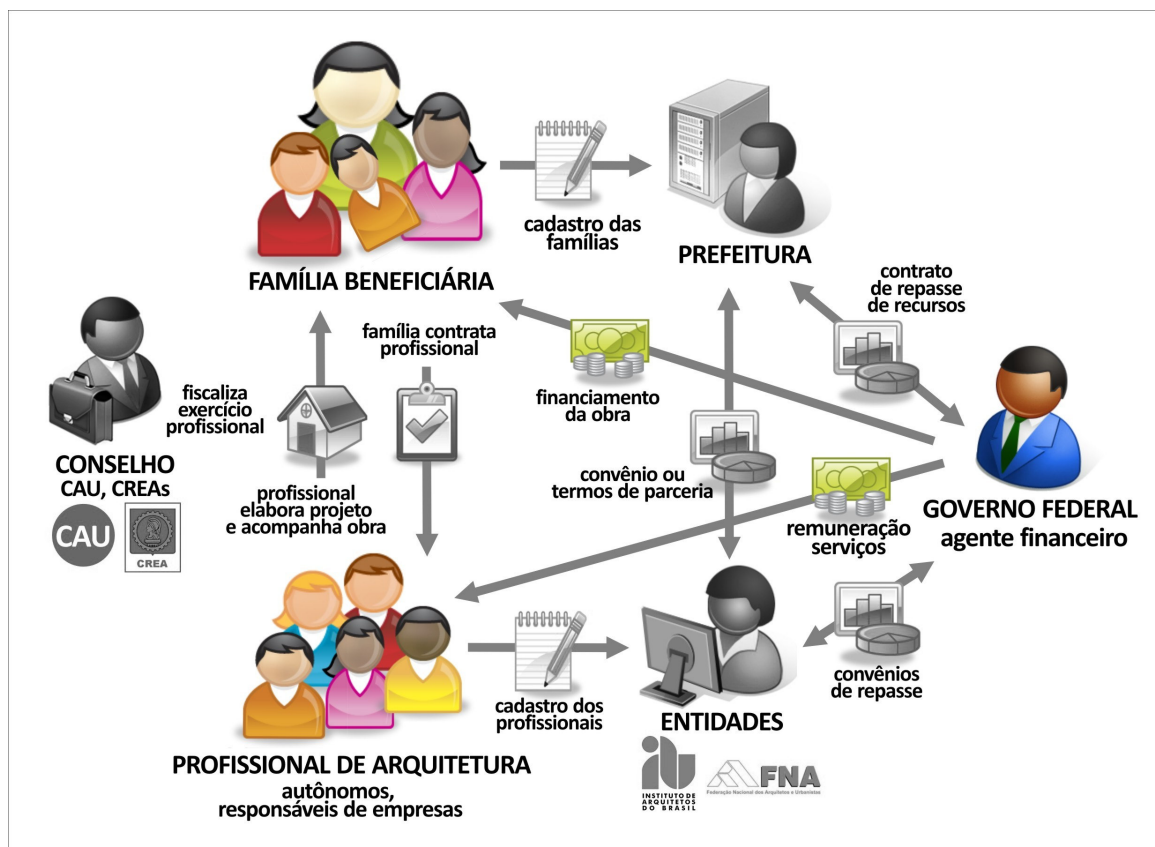 cadastro das
famílias
PREFEITURA
FAMÍLIA BENEFICIÁRIA
contrato
de repasse
de recursos
família contrata
profissional
fiscaliza
exercício
profissional
financiamento
da obra
CONSELHO
CAU, CREAs
CAU
CREA
profissional
elabora projeto
e acompanha obra
convênio ou
termos de parceria
remuneração
serviços
GOVERNO FEDERAL
agente financeiro
cadastro dos
profissionais
convênios
de repasse
ENTIDADES
PROFISSIONAL DE ARQUITETURA
autônomos,
responsáveis de empresas
INSTITUTO DE
ARQUITETOS
DO BRASIL
FNA
Federação Nacional dos Arquitetos e Urbanistas